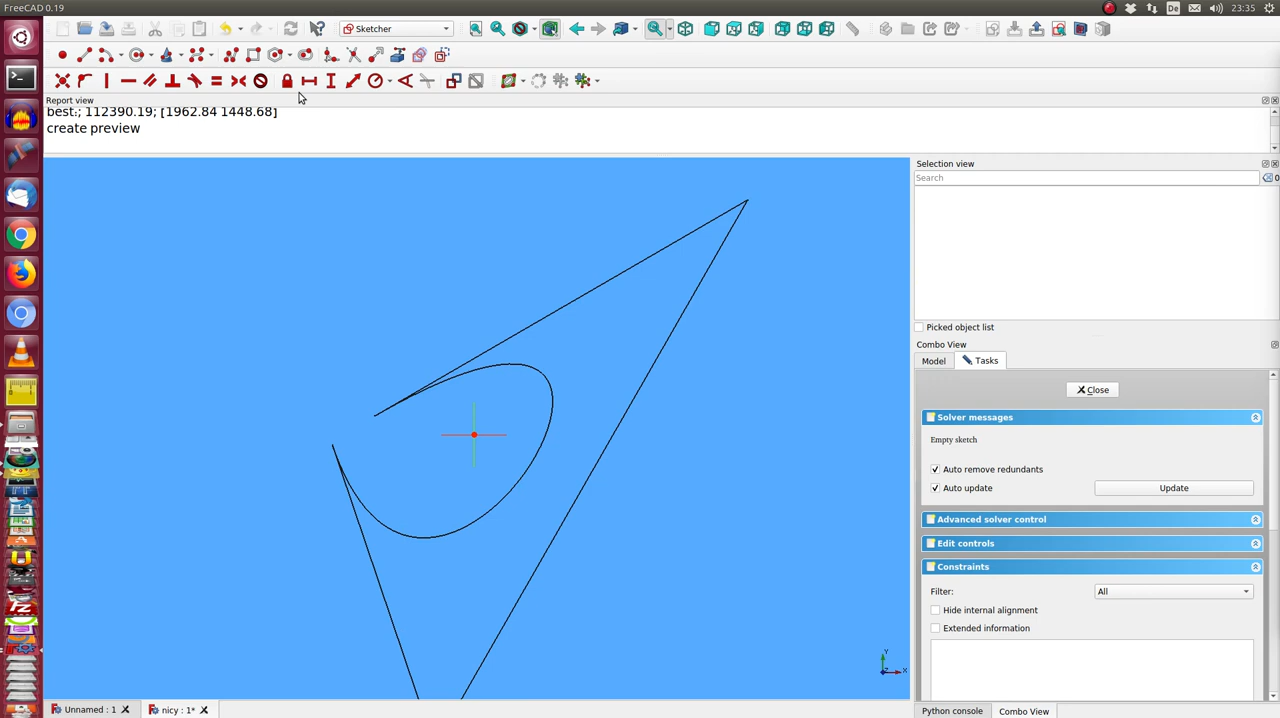 FreeCAD 0.19
De
23:35
Sketcher
Report view
best:; 112390.19; [1962.84 1448.68]
create preview
Selection view
Search
0
Picked object list
Combo View
Model
Tasks
Close
Solver messages
Empty sketch
Auto remove redundants
Auto update
Update
Advanced solver control
Edit controls
Constraints
Filter:
All
Hide internal alignment
Extended information
Y
X
Unnamed : 1
nicy : 1*
Python console
Combo View